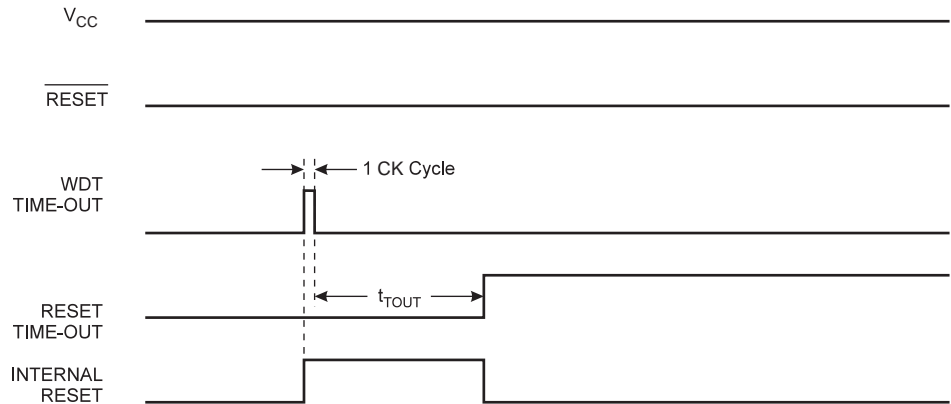 VCC
RESET
1 CK Cycle
WDT
TIME-OUT
tTOUT
RESET
TIME-OUT
INTERNAL
RESET